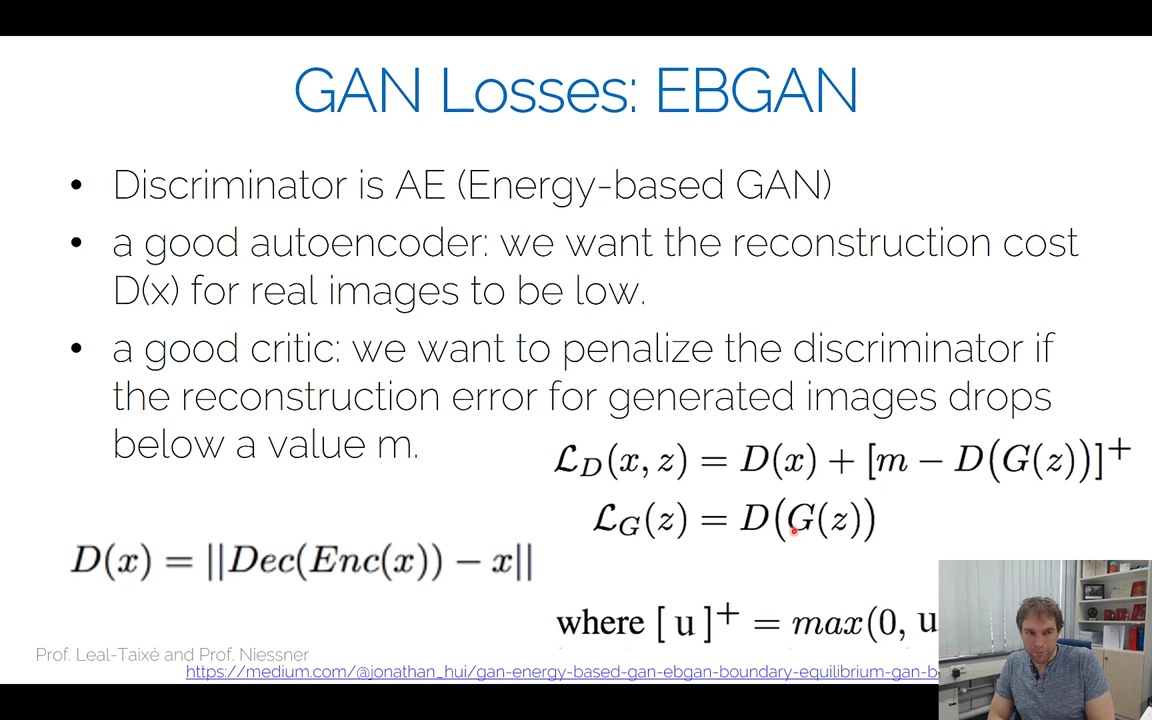 GAN Losses: EBGAN
• Discriminator is AE (Energy-based GAN)
• a good autoencoder: we want the reconstruction cost
D(x) for real images to be low.
• a good critic: we want to penalize the discriminator if
the reconstruction error for generated images drops
below a value m.
ℒ_D(x, z) = D(x) + [m − D(G(z))]⁺
ℒ_G(z) = D(G(z))
D(x) = ||Dec(Enc(x)) − x||
where [ u ]⁺ = max(0, u
Prof. Leal-Taixé and Prof. Niessner
https://medium.com/@jonathan_hui/gan-energy-based-gan-ebgan-boundary-equilibrium-gan-b